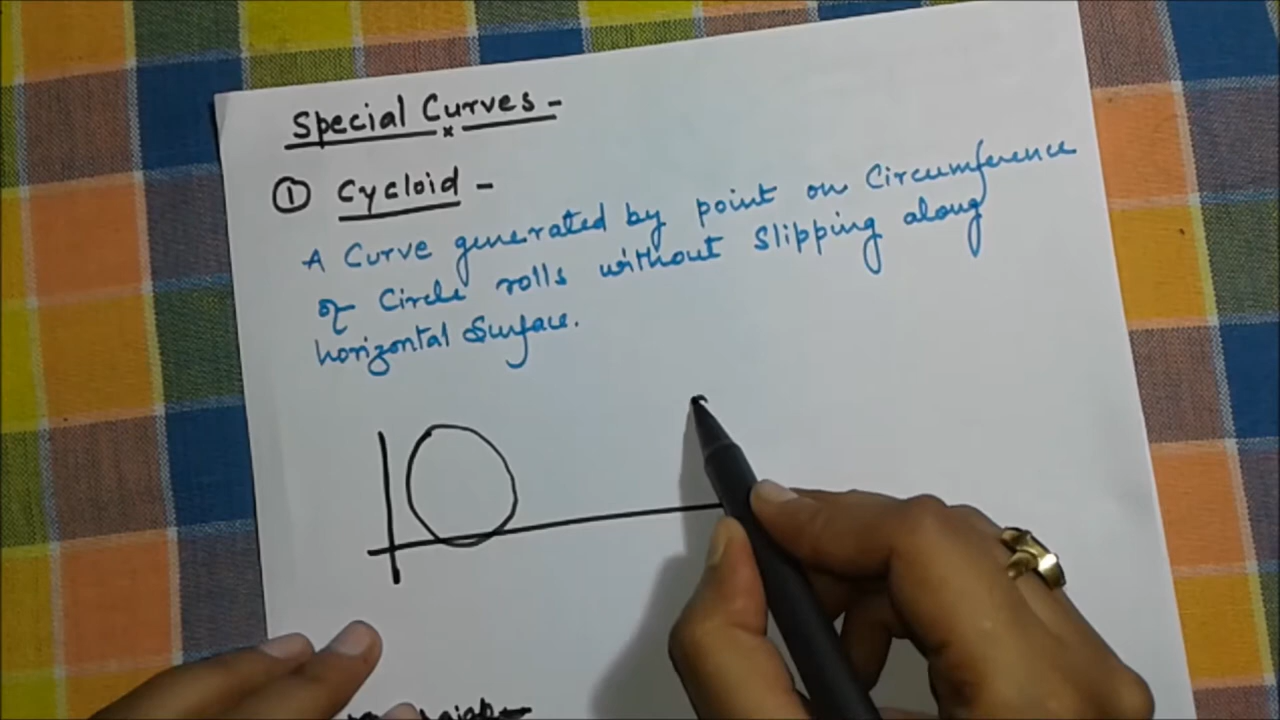 Special Curves -
① Cycloid -
A Curve generated by point on Circumference
of Circle rolls without Slipping along
horizontal Surface.